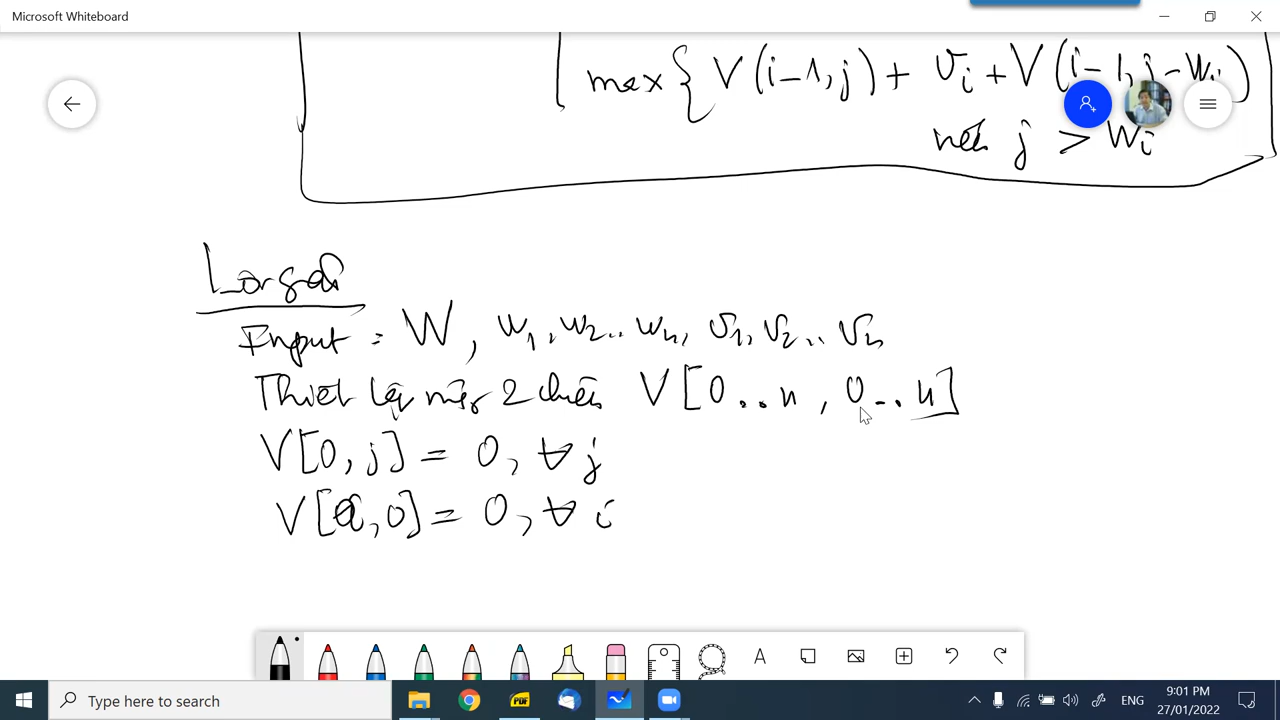 Microsoft Whiteboard
max { V(i-1,j) + vi + V(i-1, j-wi)
nếu j > wi
Lời giải
Input: W, w1, w2.. wn, v1, v2.. vn
Thiết lập mảng 2 chiều V[0..n, 0..n]
V[0, j] = 0, ∀ j
V[i, 0] = 0, ∀ i
A
Type here to search
PDF
ENG
9:01 PM
27/01/2022